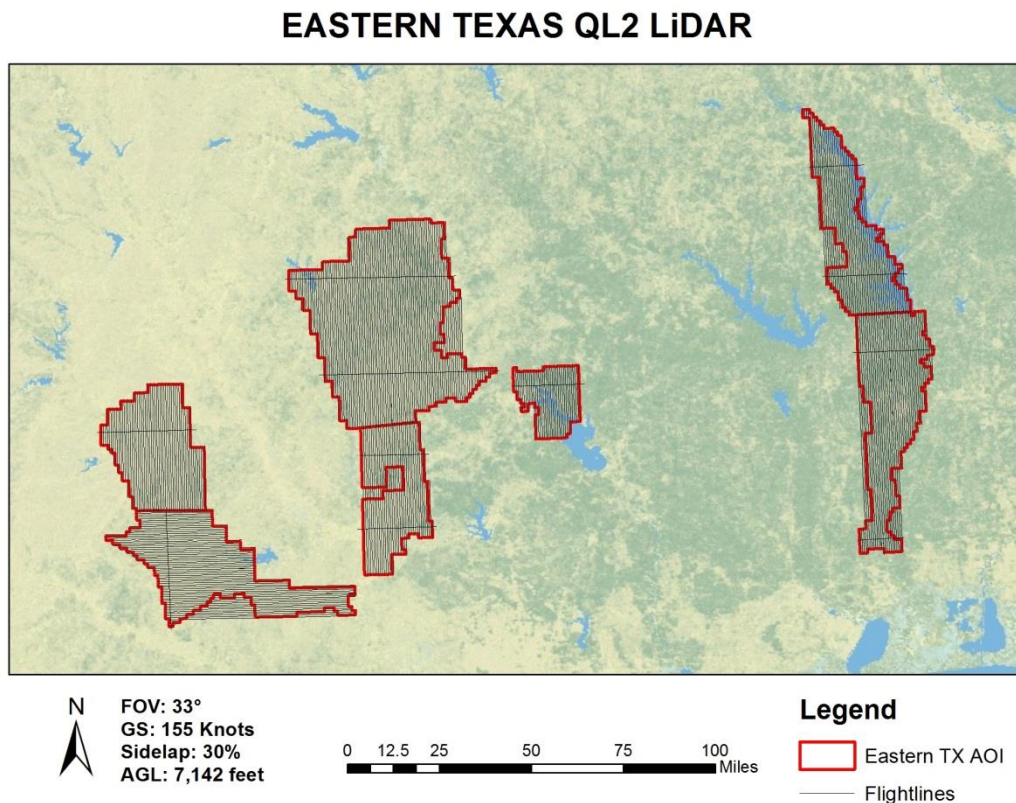 EASTERN TEXAS QL2 LiDAR
N
FOV: 33°
GS: 155 Knots
Sidelap: 30%
AGL: 7,142 feet
0 12.5 25 50 75 100
Miles
Legend
Eastern TX AOI
Flightlines